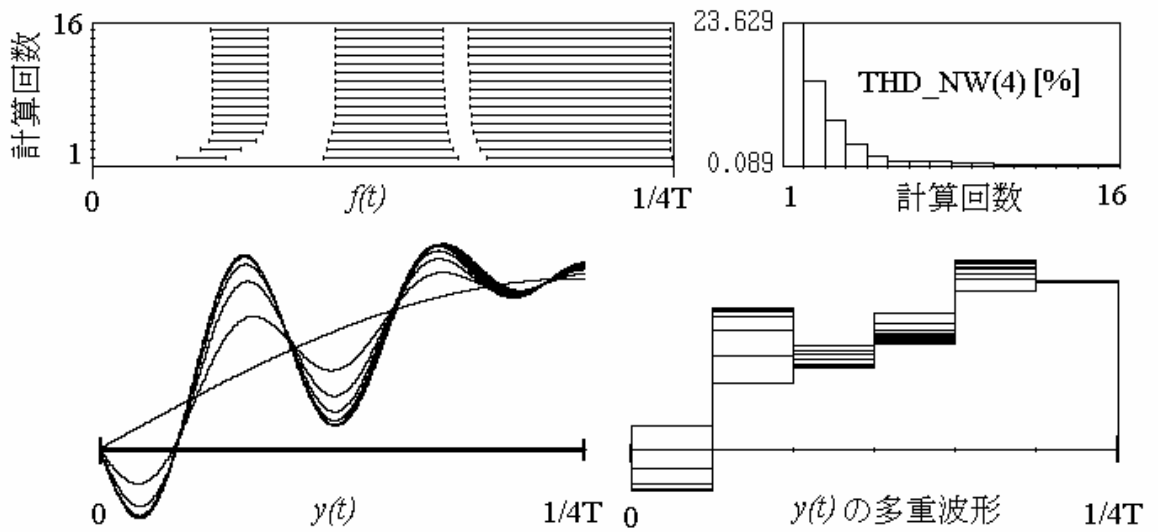 計算回数
16
1
0
f(t)
1/4T
23.629
0.089
THD_NW(4) [%]
1
計算回数
16
0
y(t)
1/4T
0
y(t) の多重波形
1/4T